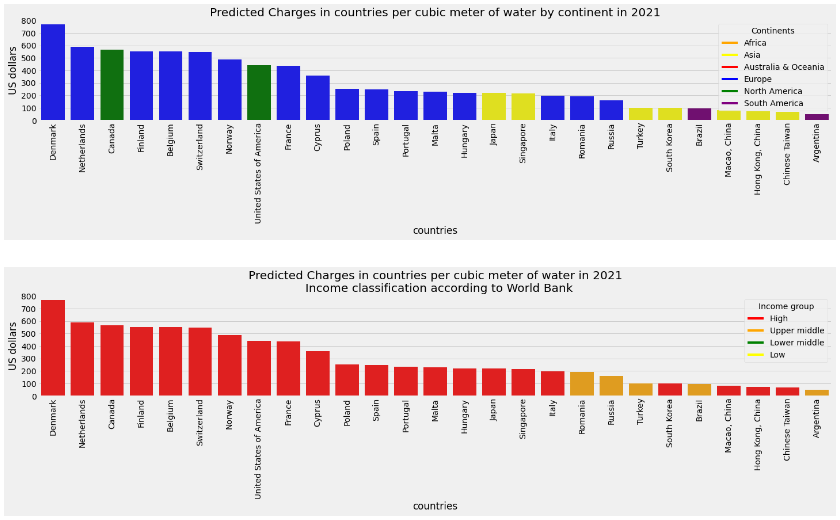 Predicted Charges in countries per cubic meter of water by continent in 2021
US dollars
800
700
600
500
400
300
200
100
0
Continents
Africa
Asia
Australia & Oceania
Europe
North America
South America
Denmark
Netherlands
Canada
Finland
Belgium
Switzerland
Norway
United States of America
France
Cyprus
Poland
Spain
Portugal
Malta
Hungary
Japan
Singapore
Italy
Romania
Russia
Turkey
South Korea
Brazil
Macao, China
Hong Kong, China
Chinese Taiwan
Argentina
countries
Predicted Charges in countries per cubic meter of water in 2021
Income classification according to World Bank
US dollars
800
700
600
500
400
300
200
100
0
Income group
High
Upper middle
Lower middle
Low
Denmark
Netherlands
Canada
Finland
Belgium
Switzerland
Norway
United States of America
France
Cyprus
Poland
Spain
Portugal
Malta
Hungary
Japan
Singapore
Italy
Romania
Russia
Turkey
South Korea
Brazil
Macao, China
Hong Kong, China
Chinese Taiwan
Argentina
countries